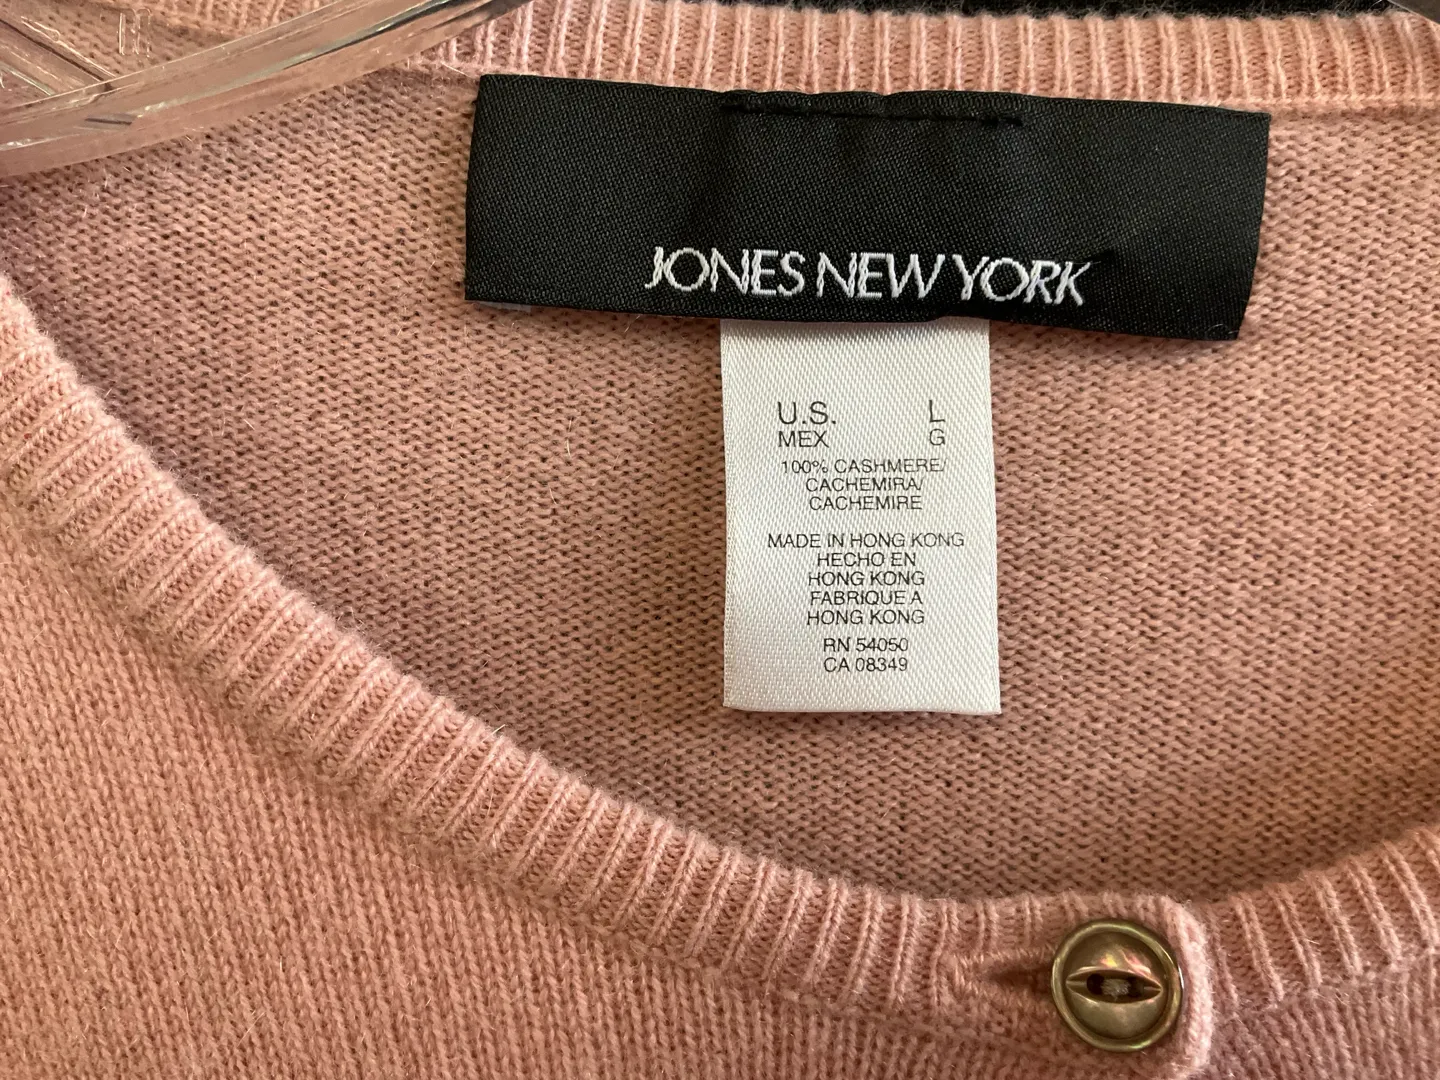 JONES NEW YORK
U.S. L
MEX G
100% CASHMERE/
CACHEMIRA/
CACHEMIRE
MADE IN HONG KONG
HECHO EN
HONG KONG
FABRIQUE A
HONG KONG
RN 54050
CA 08349